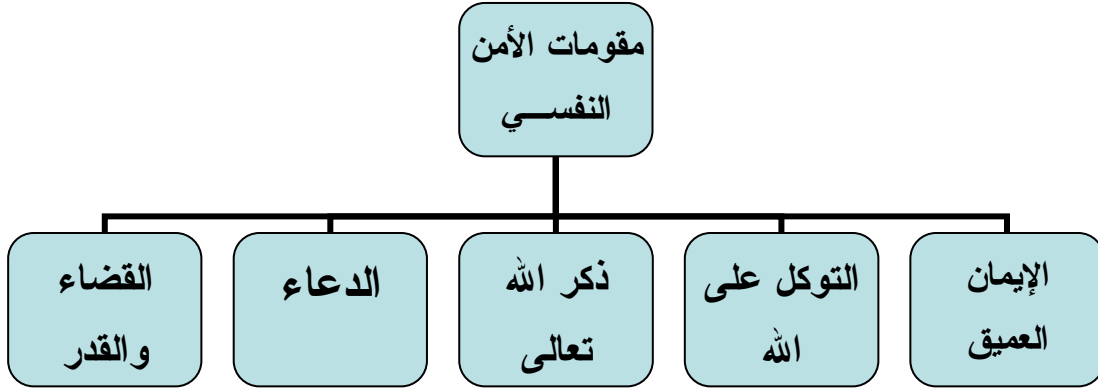 مقومات الأمن
النفســـي
الإيمان
العميق
التوكل على
الله
ذكر الله
تعالى
الدعاء
القضاء
والقدر